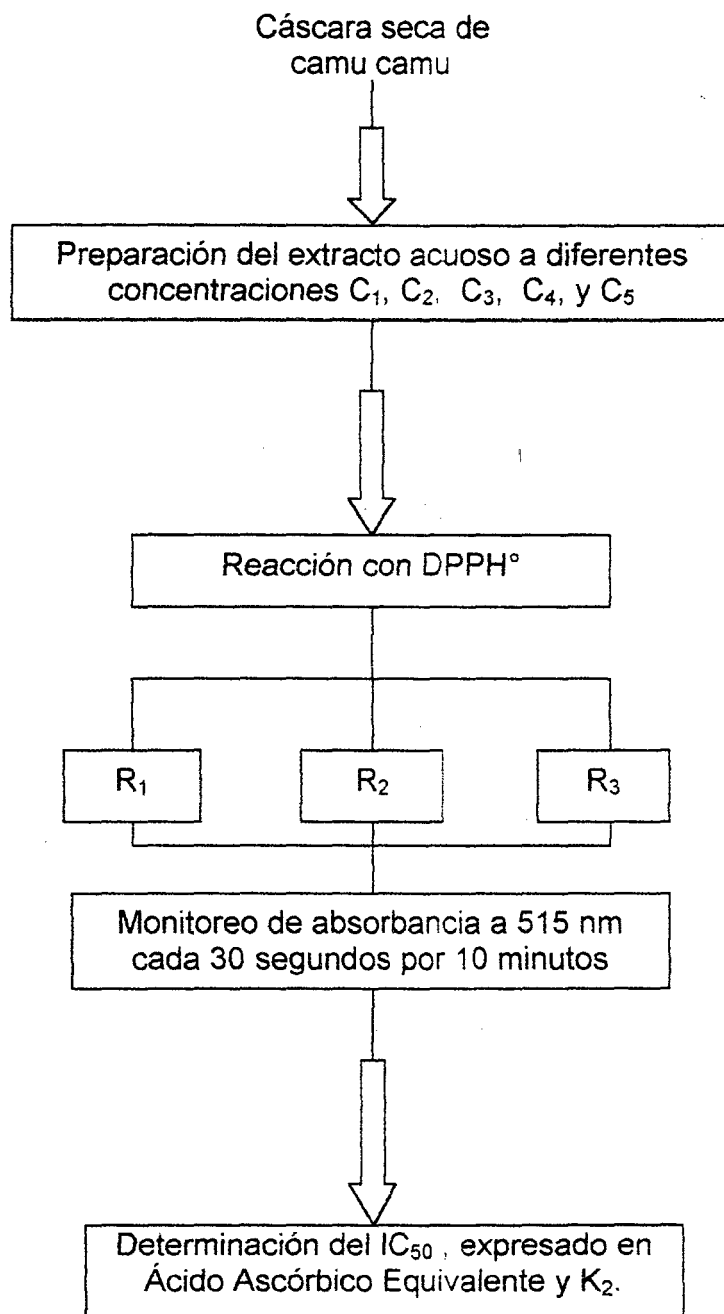 Cáscara seca de
camu camu
Preparación del extracto acuoso a diferentes
concentraciones C₁, C₂, C₃, C₄, y C₅
Reacción con DPPH°
R₁ R₂ R₃
Monitoreo de absorbancia a 515 nm
cada 30 segundos por 10 minutos
Determinación del IC₅₀ , expresado en
Ácido Ascórbico Equivalente y K₂.